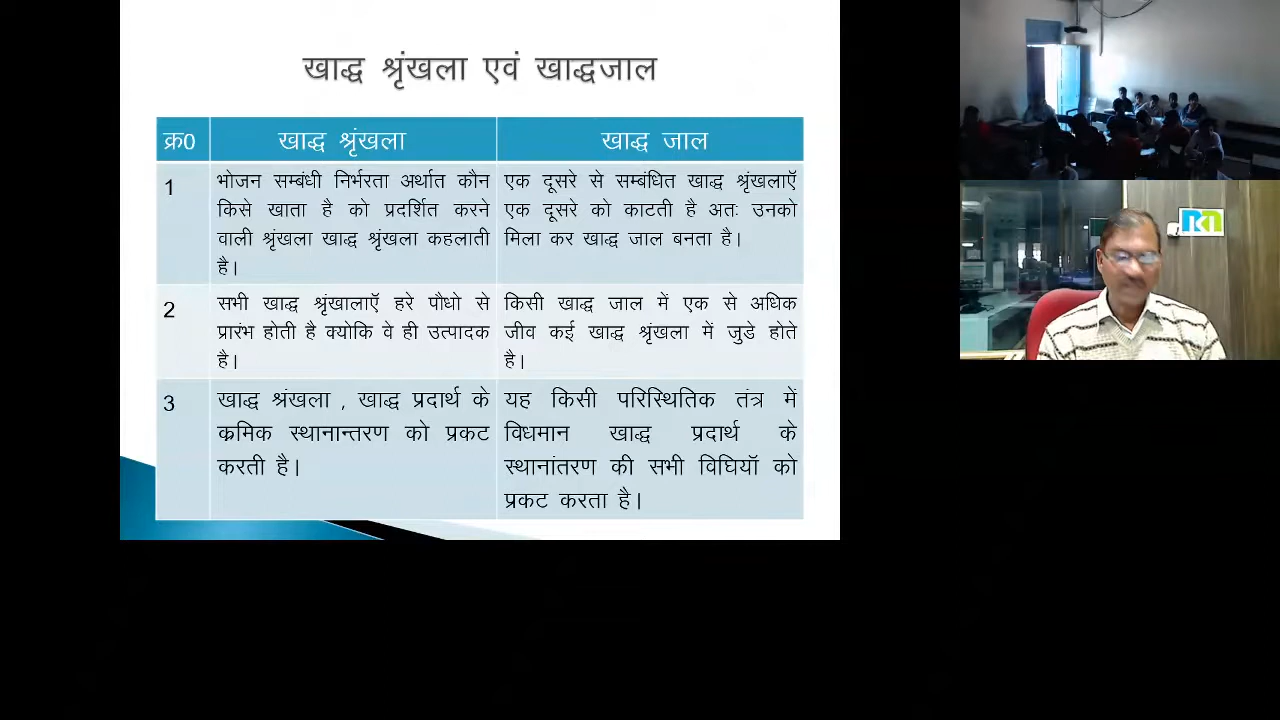 खाद्ध श्रृंखला एवं खाद्धजाल
क्र0 खाद्ध श्रृंखला खाद्ध जाल
1
भोजन सम्बंधी निर्भरता अर्थात कौन
किसे खाता है को प्रदर्शित करने
वाली श्रृंखला खाद्ध श्रृंखला कहलाती
है।
एक दूसरे से सम्बंधित खाद्ध श्रृंखलाऍ
एक दूसरे को काटती है अतः उनको
मिला कर खाद्ध जाल बनता है।
2
सभी खाद्ध श्रृंखालाऍ हरे पौधो से
प्रारंभ होती है क्योकि वे ही उत्पादक
है।
किसी खाद्ध जाल में एक से अधिक
जीव कई खाद्ध श्रृंखला में जुडे होते
है।
3
खाद्ध श्रंखला , खाद्ध प्रदार्थ के
क्रमिक स्थानान्तरण को प्रकट
करती है।
यह किसी परिस्थितिक तंत्र में
विधमान खाद्ध प्रदार्थ के
स्थानांतरण की सभी विधियॉ को
प्रकट करता है।